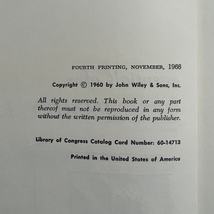 FOURTH PRINTING, NOVEMBER, 1966
Copyright © 1960 by John Wiley & Sons, Inc.
All rights reserved. This book or any part
thereof must not be reproduced in any form
without the written permission of the publisher.
Library of Congress Catalog Card Number: 60-14713
Printed in the United States of America